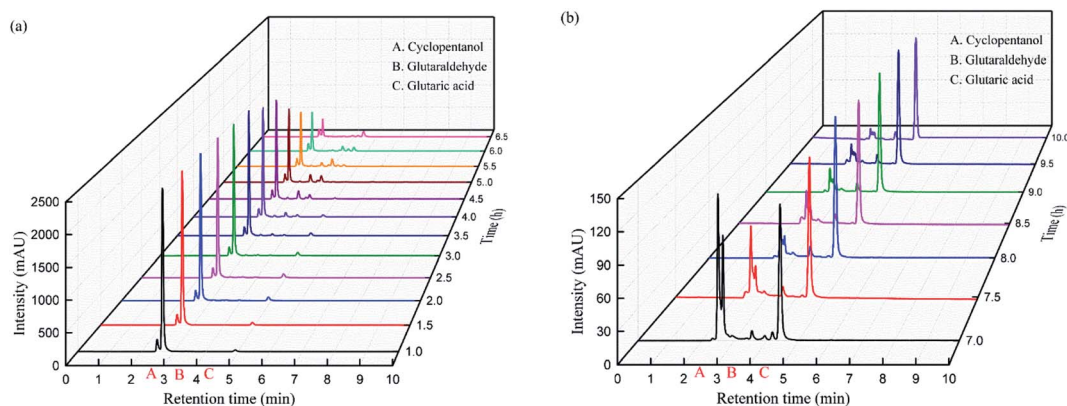 (a)
A. Cyclopentanol
B. Glutaraldehyde
C. Glutaric acid
6.5
6.0
5.5
5.0
4.5
4.0
3.5
3.0
2.5
2.0
1.5
1.0
Time (h)
2500
2000
1500
1000
500
0
Intensity (mAU)
0 1 2 3 4 5 6 7 8 9 10
A B C
Retention time (min)
(b)
A. Cyclopentanol
B. Glutaraldehyde
C. Glutaric acid
10.0
9.5
9.0
8.5
8.0
7.5
7.0
Time (h)
150
120
90
60
30
0
Intensity (mAU)
0 1 2 3 4 5 6 7 8 9 10
A B C
Retention time (min)